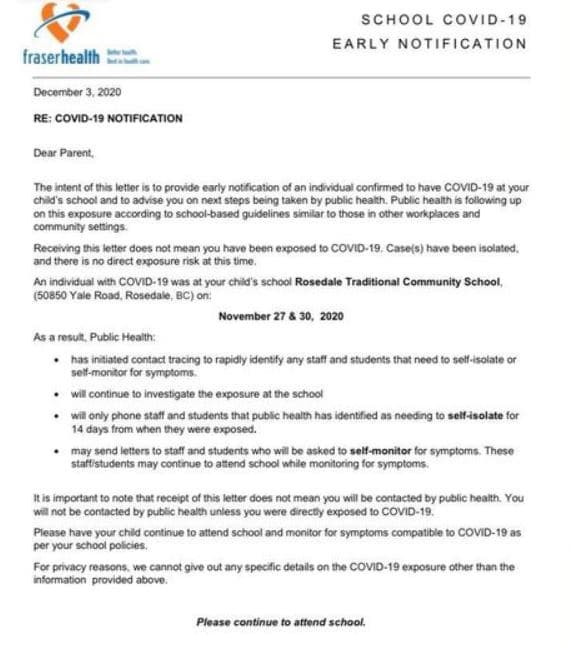 SCHOOL COVID-19
EARLY NOTIFICATION
fraserhealth
Better health.
Best in health care.
December 3, 2020
RE: COVID-19 NOTIFICATION
Dear Parent,
The intent of this letter is to provide early notification of an individual confirmed to have COVID-19 at your
child's school and to advise you on next steps being taken by public health. Public health is following up
on this exposure according to school-based guidelines similar to those in other workplaces and
community settings.
Receiving this letter does not mean you have been exposed to COVID-19. Case(s) have been isolated,
and there is no direct exposure risk at this time.
An individual with COVID-19 was at your child's school Rosedale Traditional Community School,
(50850 Yale Road, Rosedale, BC) on:
November 27 & 30, 2020
As a result, Public Health:
• has initiated contact tracing to rapidly identify any staff and students that need to self-isolate or
self-monitor for symptoms.
• will continue to investigate the exposure at the school
• will only phone staff and students that public health has identified as needing to self-isolate for
14 days from when they were exposed.
• may send letters to staff and students who will be asked to self-monitor for symptoms. These
staff/students may continue to attend school while monitoring for symptoms.
It is important to note that receipt of this letter does not mean you will be contacted by public health. You
will not be contacted by public health unless you were directly exposed to COVID-19.
Please have your child continue to attend school and monitor for symptoms compatible to COVID-19 as
per your school policies.
For privacy reasons, we cannot give out any specific details on the COVID-19 exposure other than the
information provided above.
Please continue to attend school.